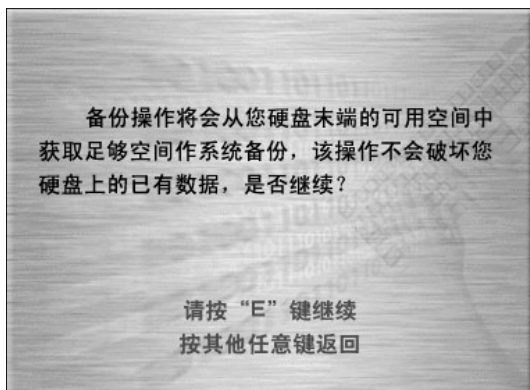 备份操作将会从您硬盘末端的可用空间中
获取足够空间作系统备份，该操作不会破坏您
硬盘上的已有数据，是否继续？
请按“E”键继续
按其他任意键返回